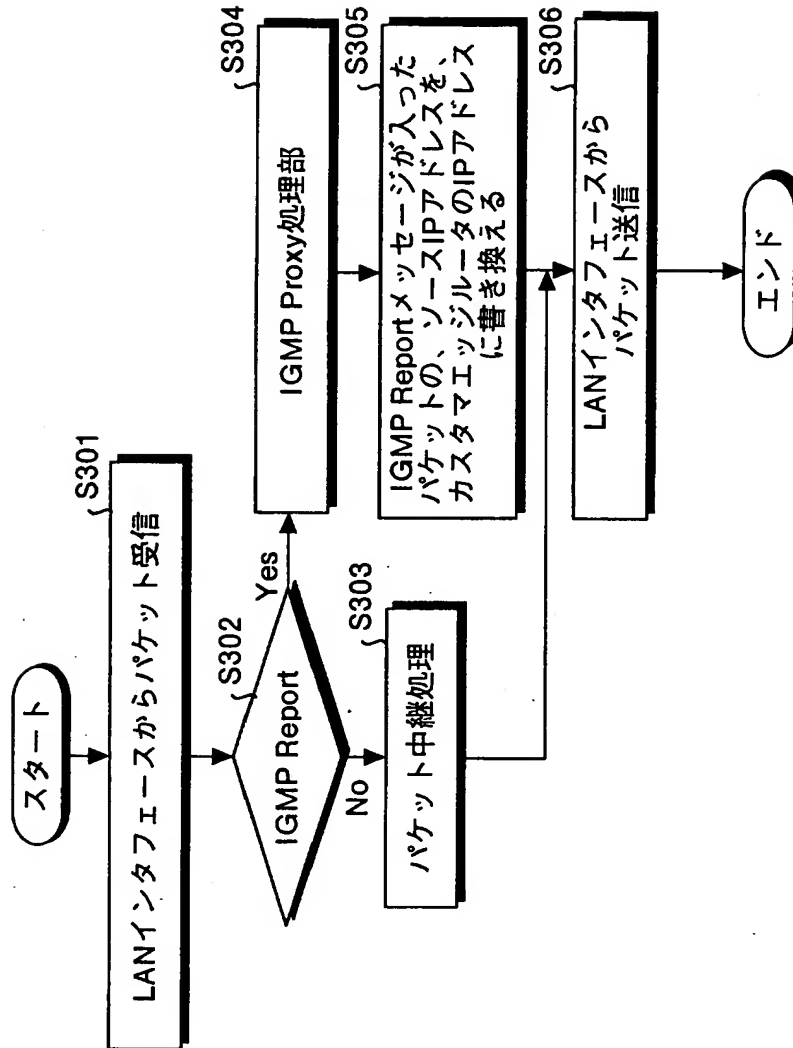 スタート
S301
LANインタフェースからパケット受信
S302
IGMP Report
Yes
No
S303
パケット中継処理
S304
IGMP Proxy処理部
S305
IGMP Reportメッセージが入った
パケットの、ソースIPアドレスを、
カスタマエッジルータのIPアドレス
に書き換える
S306
LANインタフェースから
パケット送信
エンド